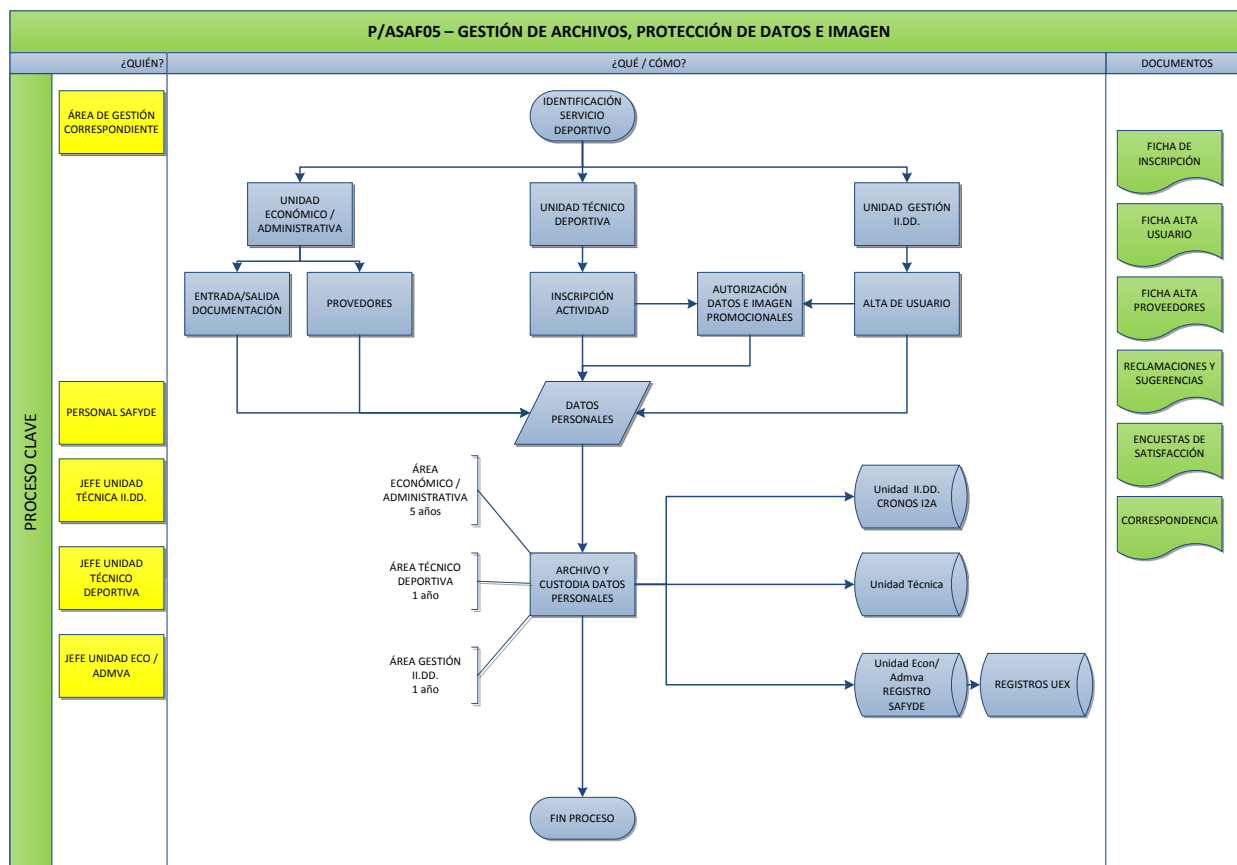 P/ASAF05 – GESTIÓN DE ARCHIVOS, PROTECCIÓN DE DATOS E IMAGEN
¿QUIÉN?
¿QUÉ / CÓMO?
DOCUMENTOS
PROCESO CLAVE
ÁREA DE GESTIÓN
CORRESPONDIENTE
PERSONAL SAFYDE
JEFE UNIDAD
TÉCNICA II.DD.
JEFE UNIDAD
TÉCNICO
DEPORTIVA
JEFE UNIDAD ECO /
ADMVA
IDENTIFICACIÓN
SERVICIO
DEPORTIVO
UNIDAD
ECONÓMICO /
ADMINISTRATIVA
UNIDAD TÉCNICO
DEPORTIVA
UNIDAD GESTIÓN
II.DD.
ENTRADA/SALIDA
DOCUMENTACIÓN
PROVEDORES
INSCRIPCIÓN
ACTIVIDAD
AUTORIZACIÓN
DATOS E IMAGEN
PROMOCIONALES
ALTA DE USUARIO
DATOS
PERSONALES
ÁREA
ECONÓMICO /
ADMINISTRATIVA
5 años
ÁREA TÉCNICO
DEPORTIVA
1 año
ÁREA GESTIÓN
II.DD.
1 año
ARCHIVO Y
CUSTODIA DATOS
PERSONALES
Unidad II.DD.
CRONOS I2A
Unidad Técnica
Unidad Econ/
Admva
REGISTRO
SAFYDE
REGISTROS UEX
FIN PROCESO
FICHA DE
INSCRIPCIÓN
FICHA ALTA
USUARIO
FICHA ALTA
PROVEEDORES
RECLAMACIONES Y
SUGERENCIAS
ENCUESTAS DE
SATISFACCIÓN
CORRESPONDENCIA